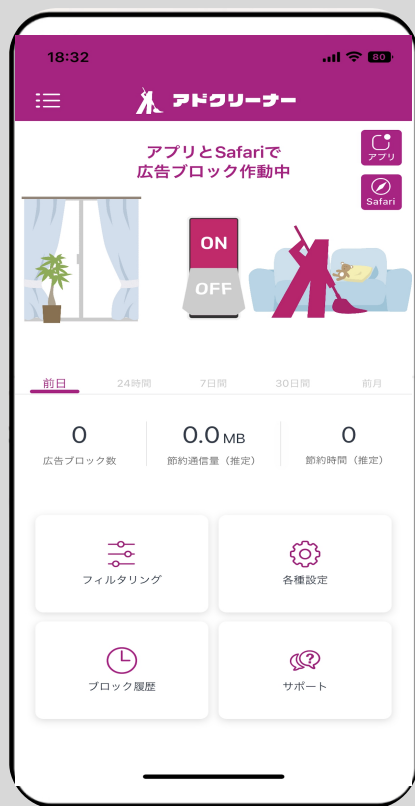 18:32
80
アドクリーナー
アプリとSafariで
広告ブロック作動中
アプリ
Safari
ON
OFF
前日 24時間 7日間 30日間 前月
0 0.0 MB 0
広告ブロック数 節約通信量（推定） 節約時間（推定）
フィルタリング 各種設定
ブロック履歴 サポート